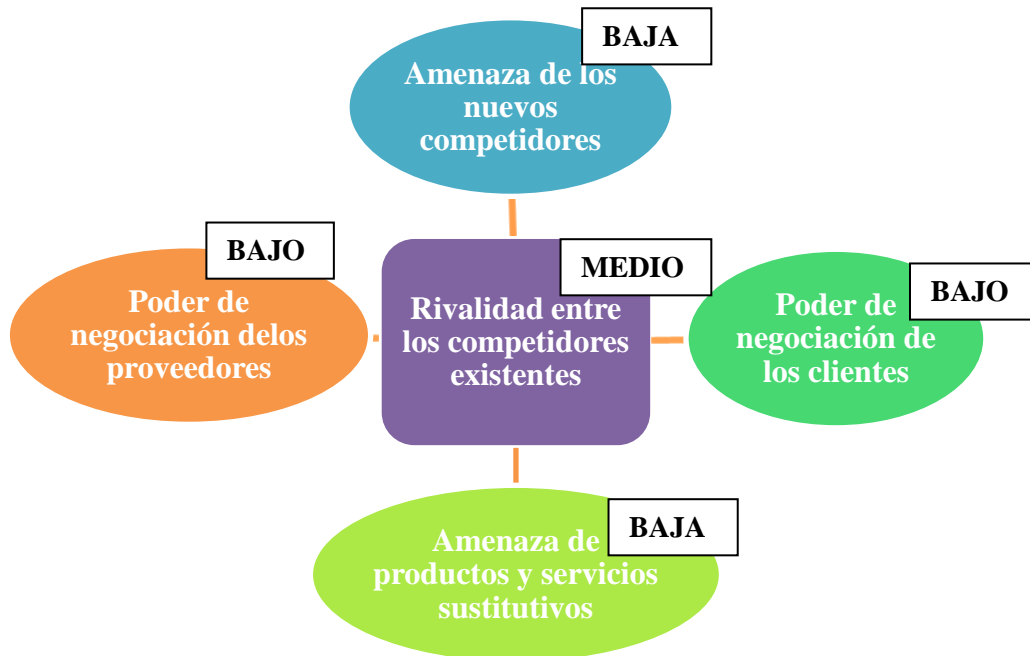 BAJA
Amenaza de los
nuevos
competidores
BAJO
Poder de
negociación delos
proveedores
MEDIO
Rivalidad entre
los competidores
existentes
BAJO
Poder de
negociación de
los clientes
BAJA
Amenaza de
productos y servicios
sustitutivos